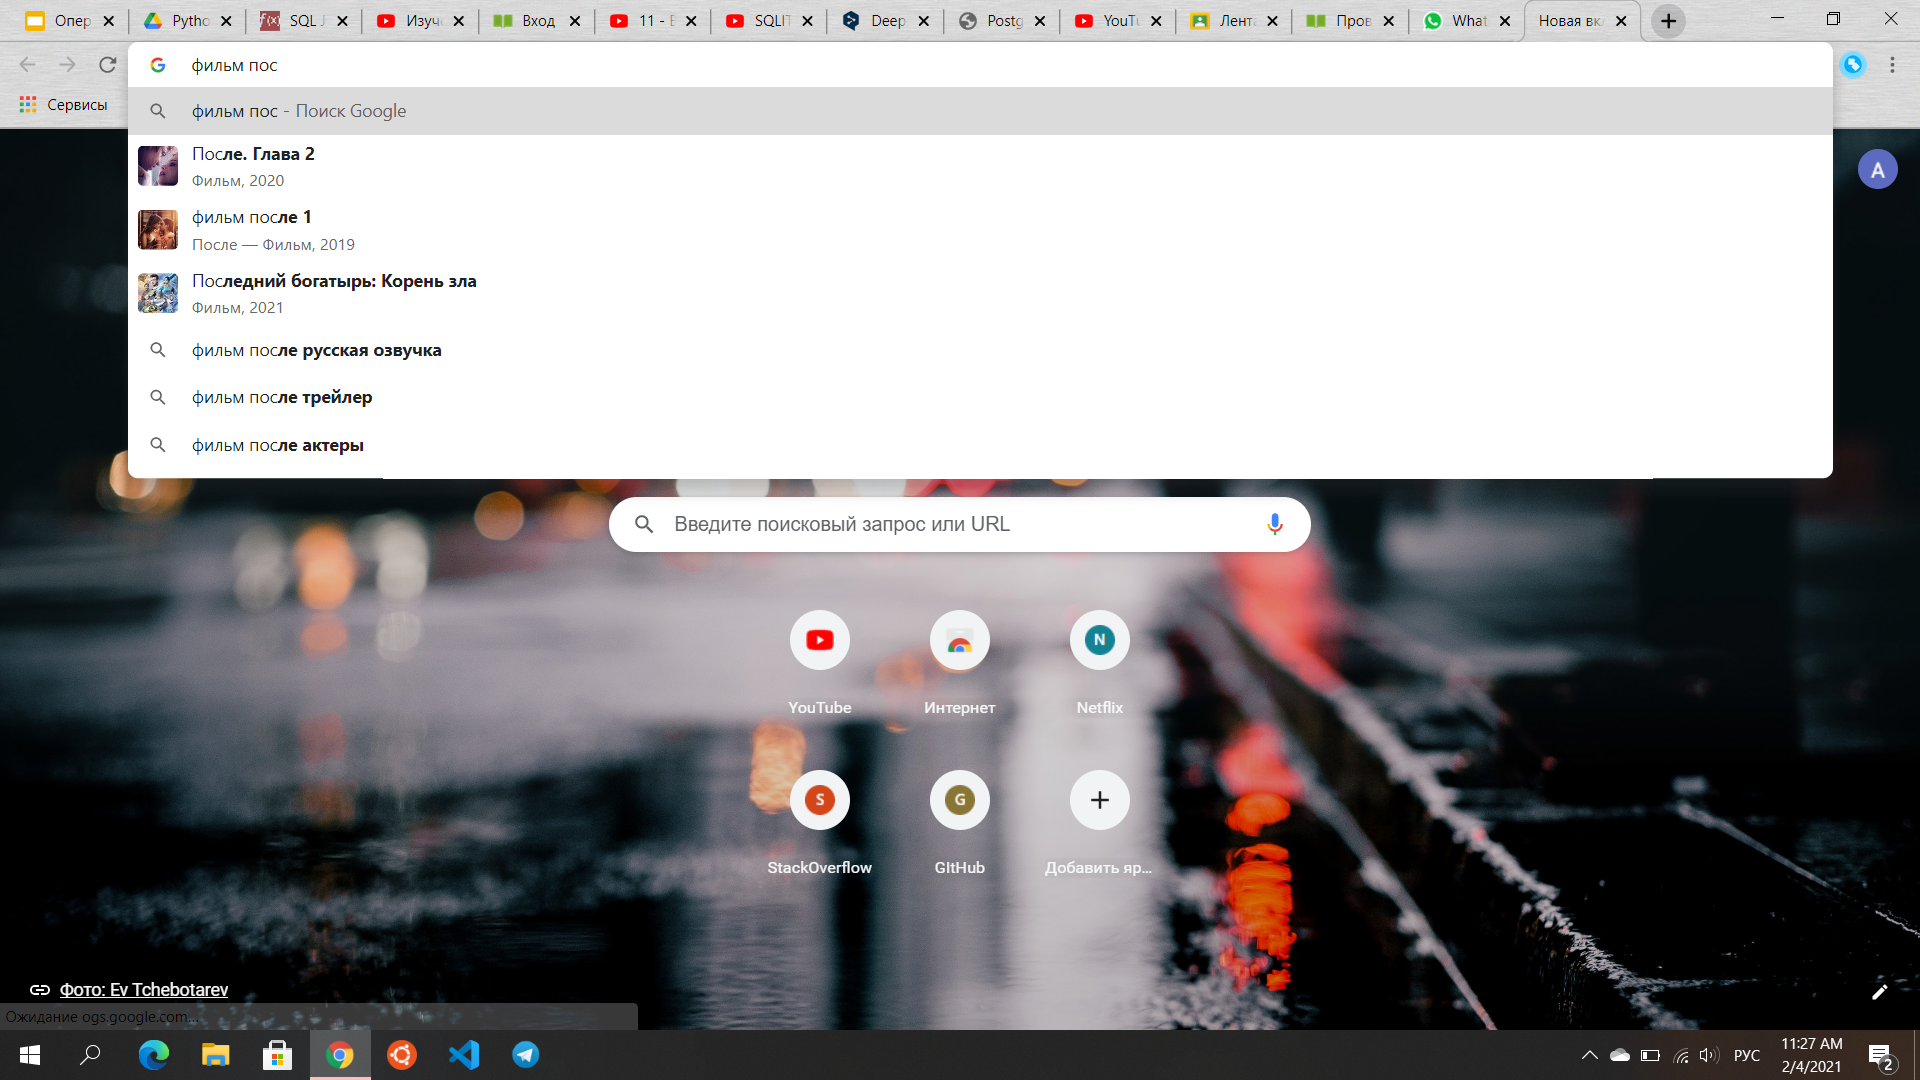 Опер
Pytho
SQL J
Изуч
Вход
11 - Е
SQLIT
Deep
Postg
YouTu
Лента
Пров
What
Новая вкл
фильм пос
фильм пос - Поиск Google
Сервисы
После. Глава 2
Фильм, 2020
A
фильм после 1
После — Фильм, 2019
Последний богатырь: Корень зла
Фильм, 2021
фильм после русская озвучка
фильм после трейлер
фильм после актеры
Введите поисковый запрос или URL
N
YouTube
Интернет
Netflix
S
G
StackOverflow
GItHub
Добавить яр...
Фото: Ev Tchebotarev
Ожидание ogs.google.com...
РУС
11:27 AM
2/4/2021
2